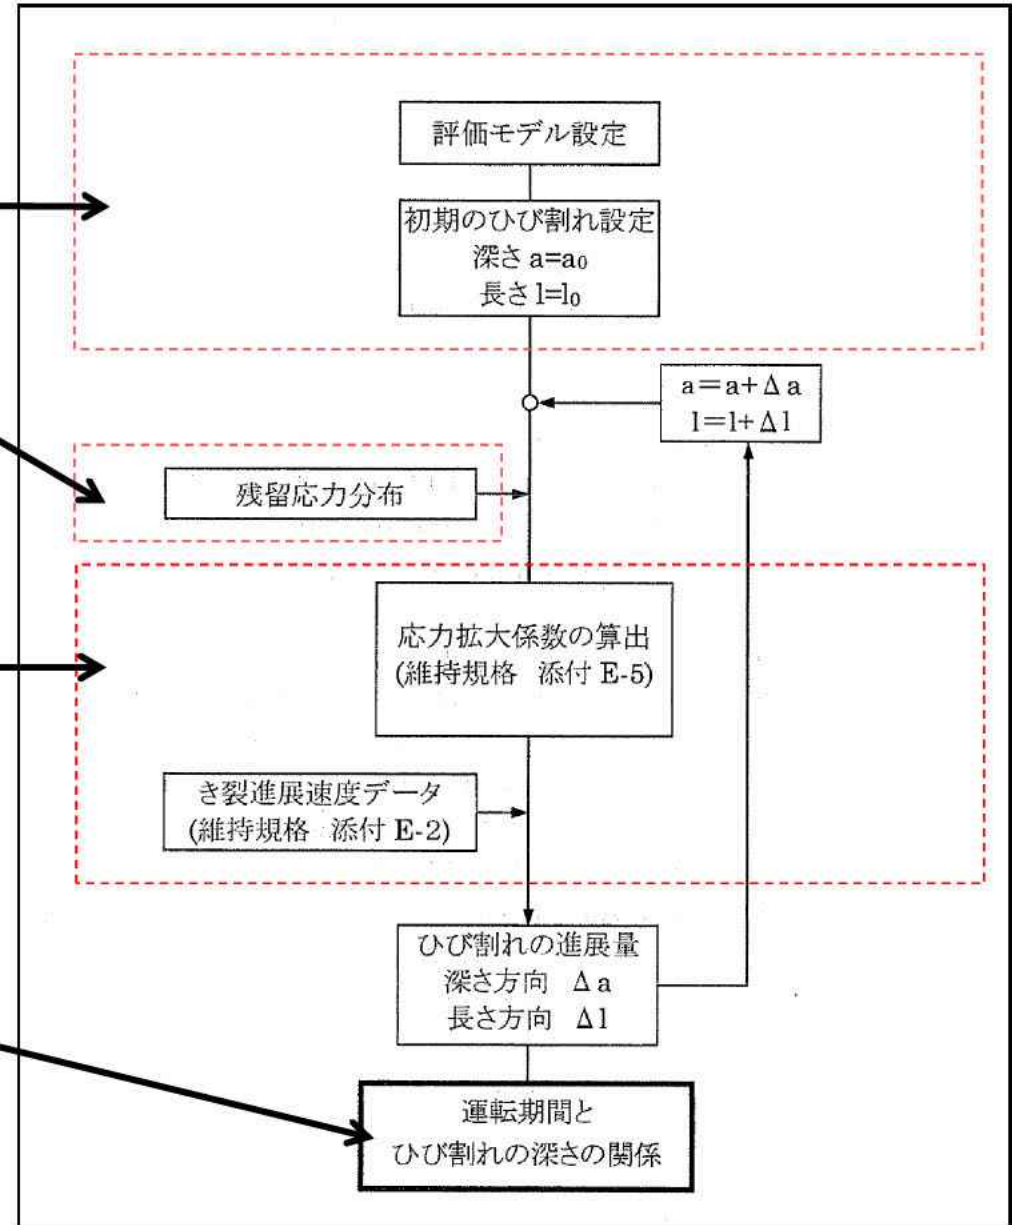 評価モデル設定
初期のひび割れ設定
深さ a=a₀
長さ l=l₀
a=a+Δa
l=l+Δl
残留応力分布
応力拡大係数の算出
(維持規格 添付 E-5)
き裂進展速度データ
(維持規格 添付 E-2)
ひび割れの進展量
深さ方向 Δa
長さ方向 Δl
運転期間と
ひび割れの深さの関係